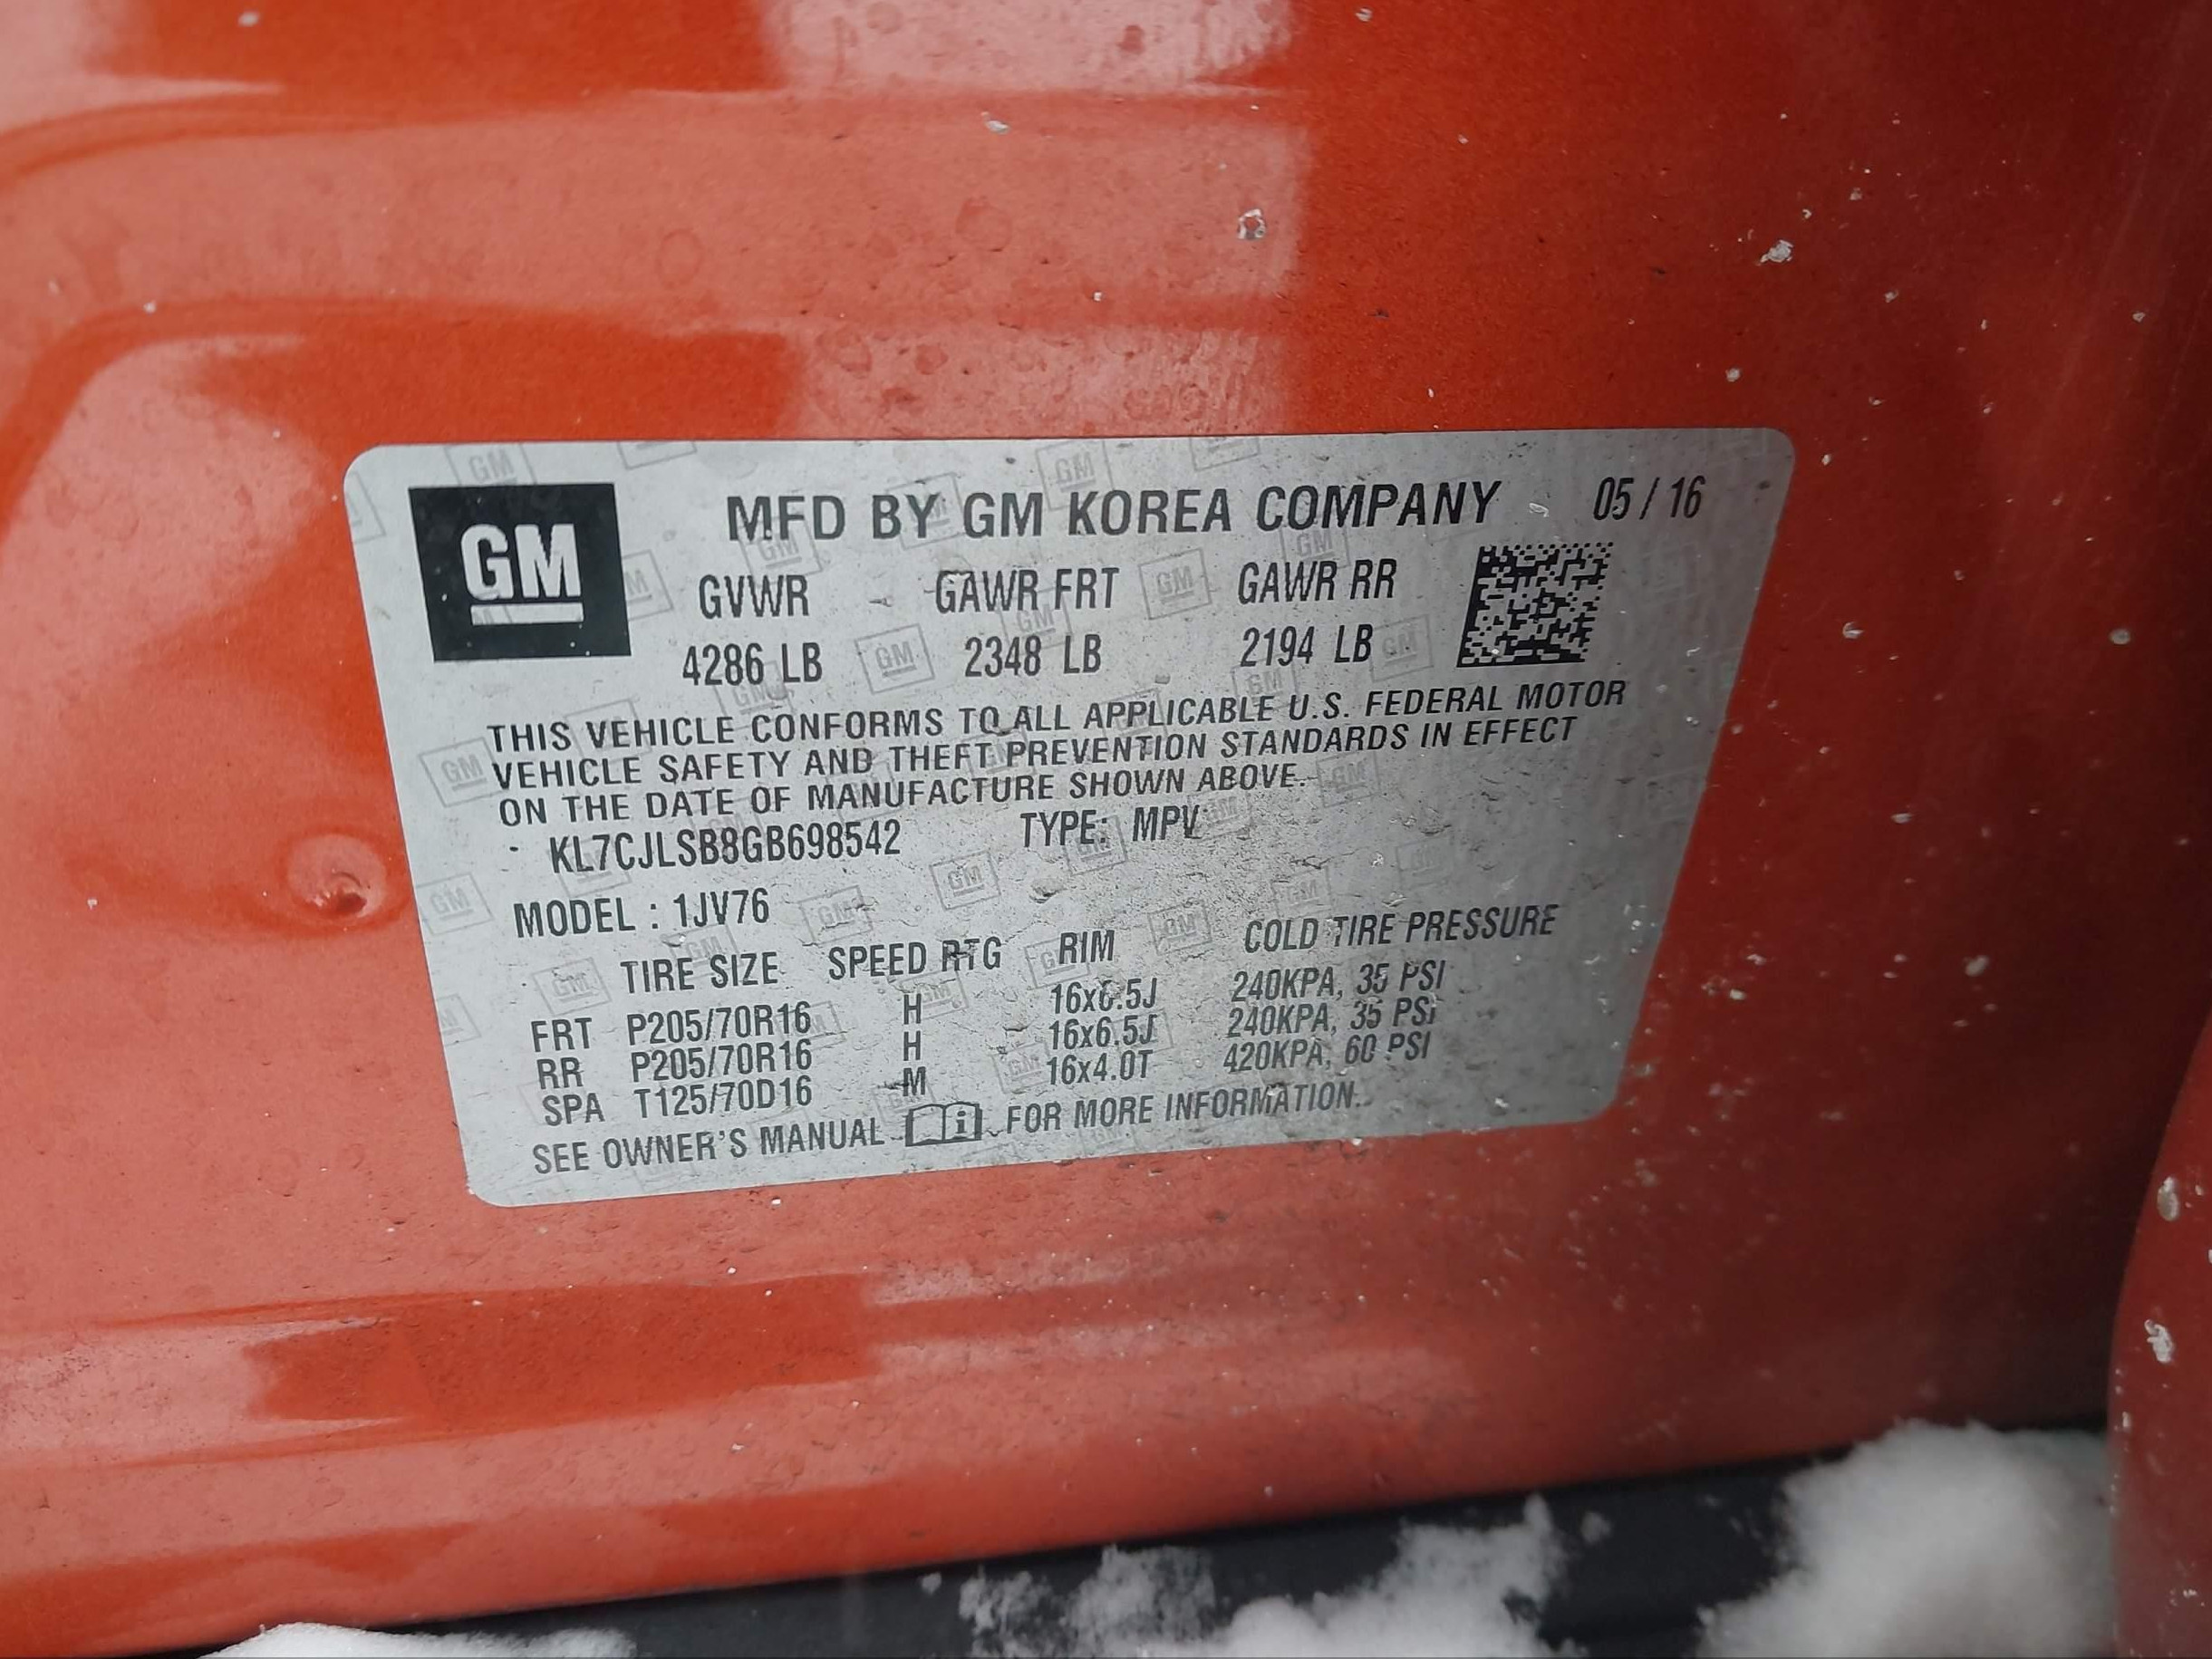 GM
MFD BY GM KOREA COMPANY 05 / 16
GVWR GAWR FRT GAWR RR
4286 LB 2348 LB 2194 LB
THIS VEHICLE CONFORMS TO ALL APPLICABLE U.S. FEDERAL MOTOR
VEHICLE SAFETY AND THEFT PREVENTION STANDARDS IN EFFECT
ON THE DATE OF MANUFACTURE SHOWN ABOVE.
KL7CJLSB8GB698542 TYPE: MPV
MODEL : 1JV76
TIRE SIZE SPEED RTG RIM COLD TIRE PRESSURE
FRT P205/70R16 H 16x6.5J 240KPA, 35 PSI
RR P205/70R16 H 16x6.5J 240KPA, 35 PSI
SPA T125/70D16 M 16x4.0T 420KPA, 60 PSI
SEE OWNER'S MANUAL i FOR MORE INFORMATION.